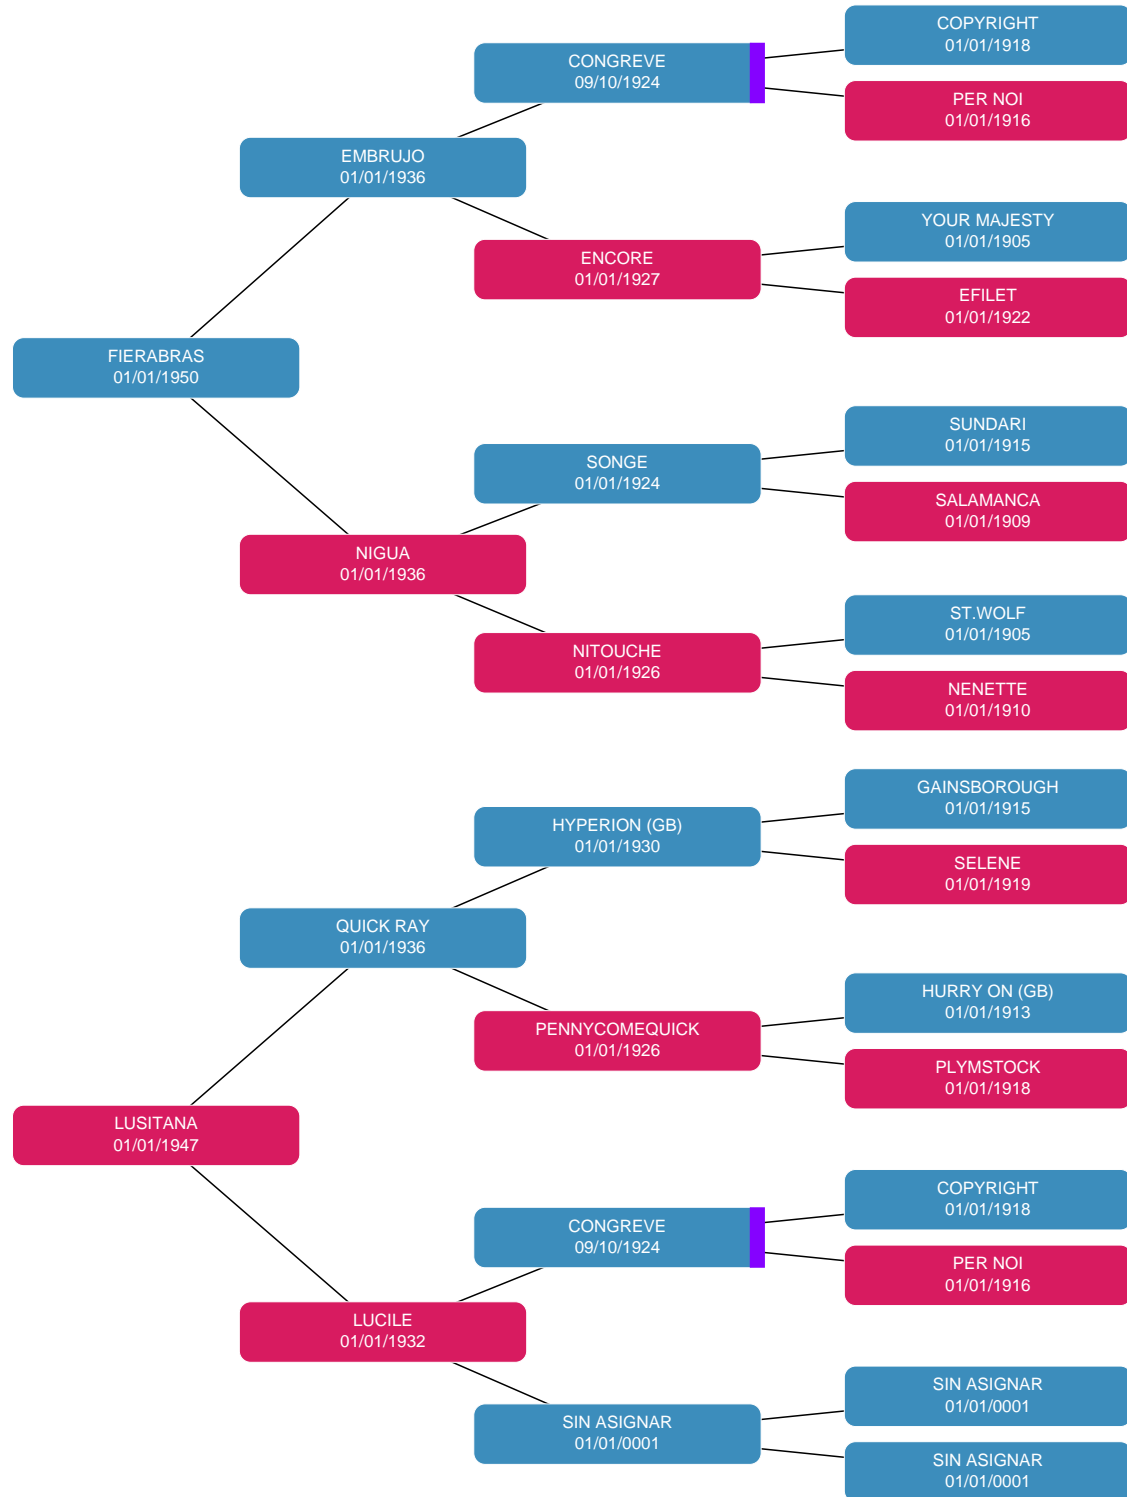 COPYRIGHT
01/01/1918
CONGREVE
09/10/1924
PER NOI
01/01/1916
EMBRUJO
01/01/1936
YOUR MAJESTY
01/01/1905
ENCORE
01/01/1927
EFILET
01/01/1922
FIERABRAS
01/01/1950
SUNDARI
01/01/1915
SONGE
01/01/1924
SALAMANCA
01/01/1909
NIGUA
01/01/1936
ST.WOLF
01/01/1905
NITOUCHE
01/01/1926
NENETTE
01/01/1910
GAINSBOROUGH
01/01/1915
HYPERION (GB)
01/01/1930
SELENE
01/01/1919
QUICK RAY
01/01/1936
HURRY ON (GB)
01/01/1913
PENNYCOMEQUICK
01/01/1926
PLYMSTOCK
01/01/1918
LUSITANA
01/01/1947
COPYRIGHT
01/01/1918
CONGREVE
09/10/1924
PER NOI
01/01/1916
LUCILE
01/01/1932
SIN ASIGNAR
01/01/0001
SIN ASIGNAR
01/01/0001
SIN ASIGNAR
01/01/0001